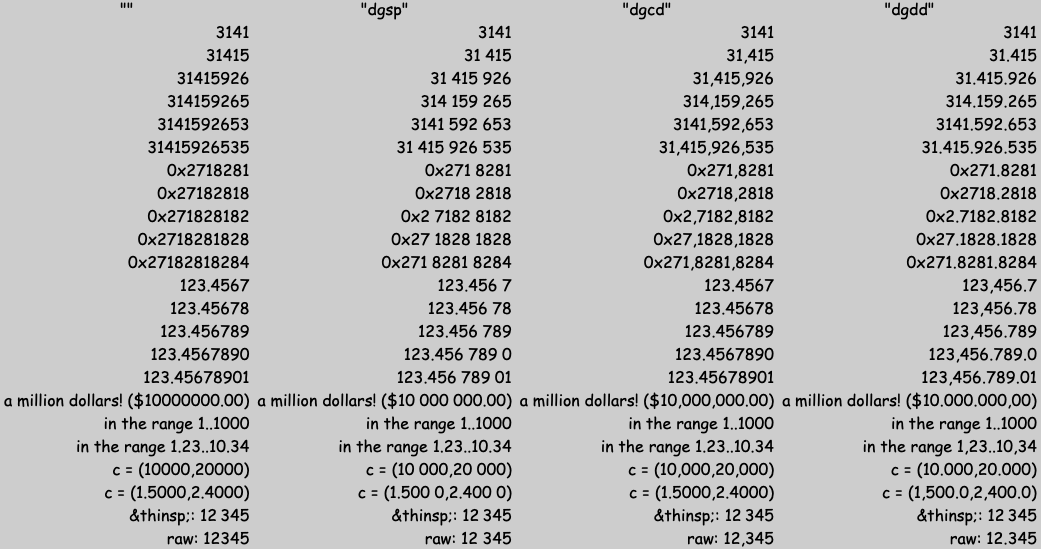 "" "dgsp" "dgcd" "dgdd"
3141 3141 3141 3141
31415 31 415 31,415 31.415
31415926 31 415 926 31,415,926 31.415.926
314159265 314 159 265 314,159,265 314.159.265
3141592653 3141 592 653 3141,592,653 3141.592.653
31415926535 31 415 926 535 31,415,926,535 31.415.926.535
0x2718281 0x271 8281 0x271,8281 0x271.8281
0x27182818 0x2718 2818 0x2718,2818 0x2718.2818
0x271828182 0x2 7182 8182 0x2,7182,8182 0x2.7182.8182
0x2718281828 0x27 1828 1828 0x27,1828,1828 0x27.1828.1828
0x27182818284 0x271 8281 8284 0x271,8281,8284 0x271.8281.8284
123.4567 123.456 7 123.4567 123,456.7
123.45678 123.456 78 123.45678 123,456.78
123.456789 123.456 789 123.456789 123,456.789
123.4567890 123.456 789 0 123.4567890 123,456.789.0
123.45678901 123.456 789 01 123.45678901 123,456.789.01
a million dollars! ($10000000.00) a million dollars! ($10 000 000.00) a million dollars! ($10,000,000.00) a million dollars! ($10.000.000,00)
in the range 1..1000 in the range 1..1000 in the range 1..1000 in the range 1..1000
in the range 1.23..10.34 in the range 1.23..10.34 in the range 1.23..10.34 in the range 1,23..10,34
c = (10000,20000) c = (10 000,20 000) c = (10,000,20,000) c = (10.000,20.000)
c = (1.5000,2.4000) c = (1.500 0,2.400 0) c = (1.5000,2.4000) c = (1,500.0,2,400.0)
&thinsp;: 12 345 &thinsp;: 12 345 &thinsp;: 12 345 &thinsp;: 12 345
raw: 12345 raw: 12 345 raw: 12,345 raw: 12.345